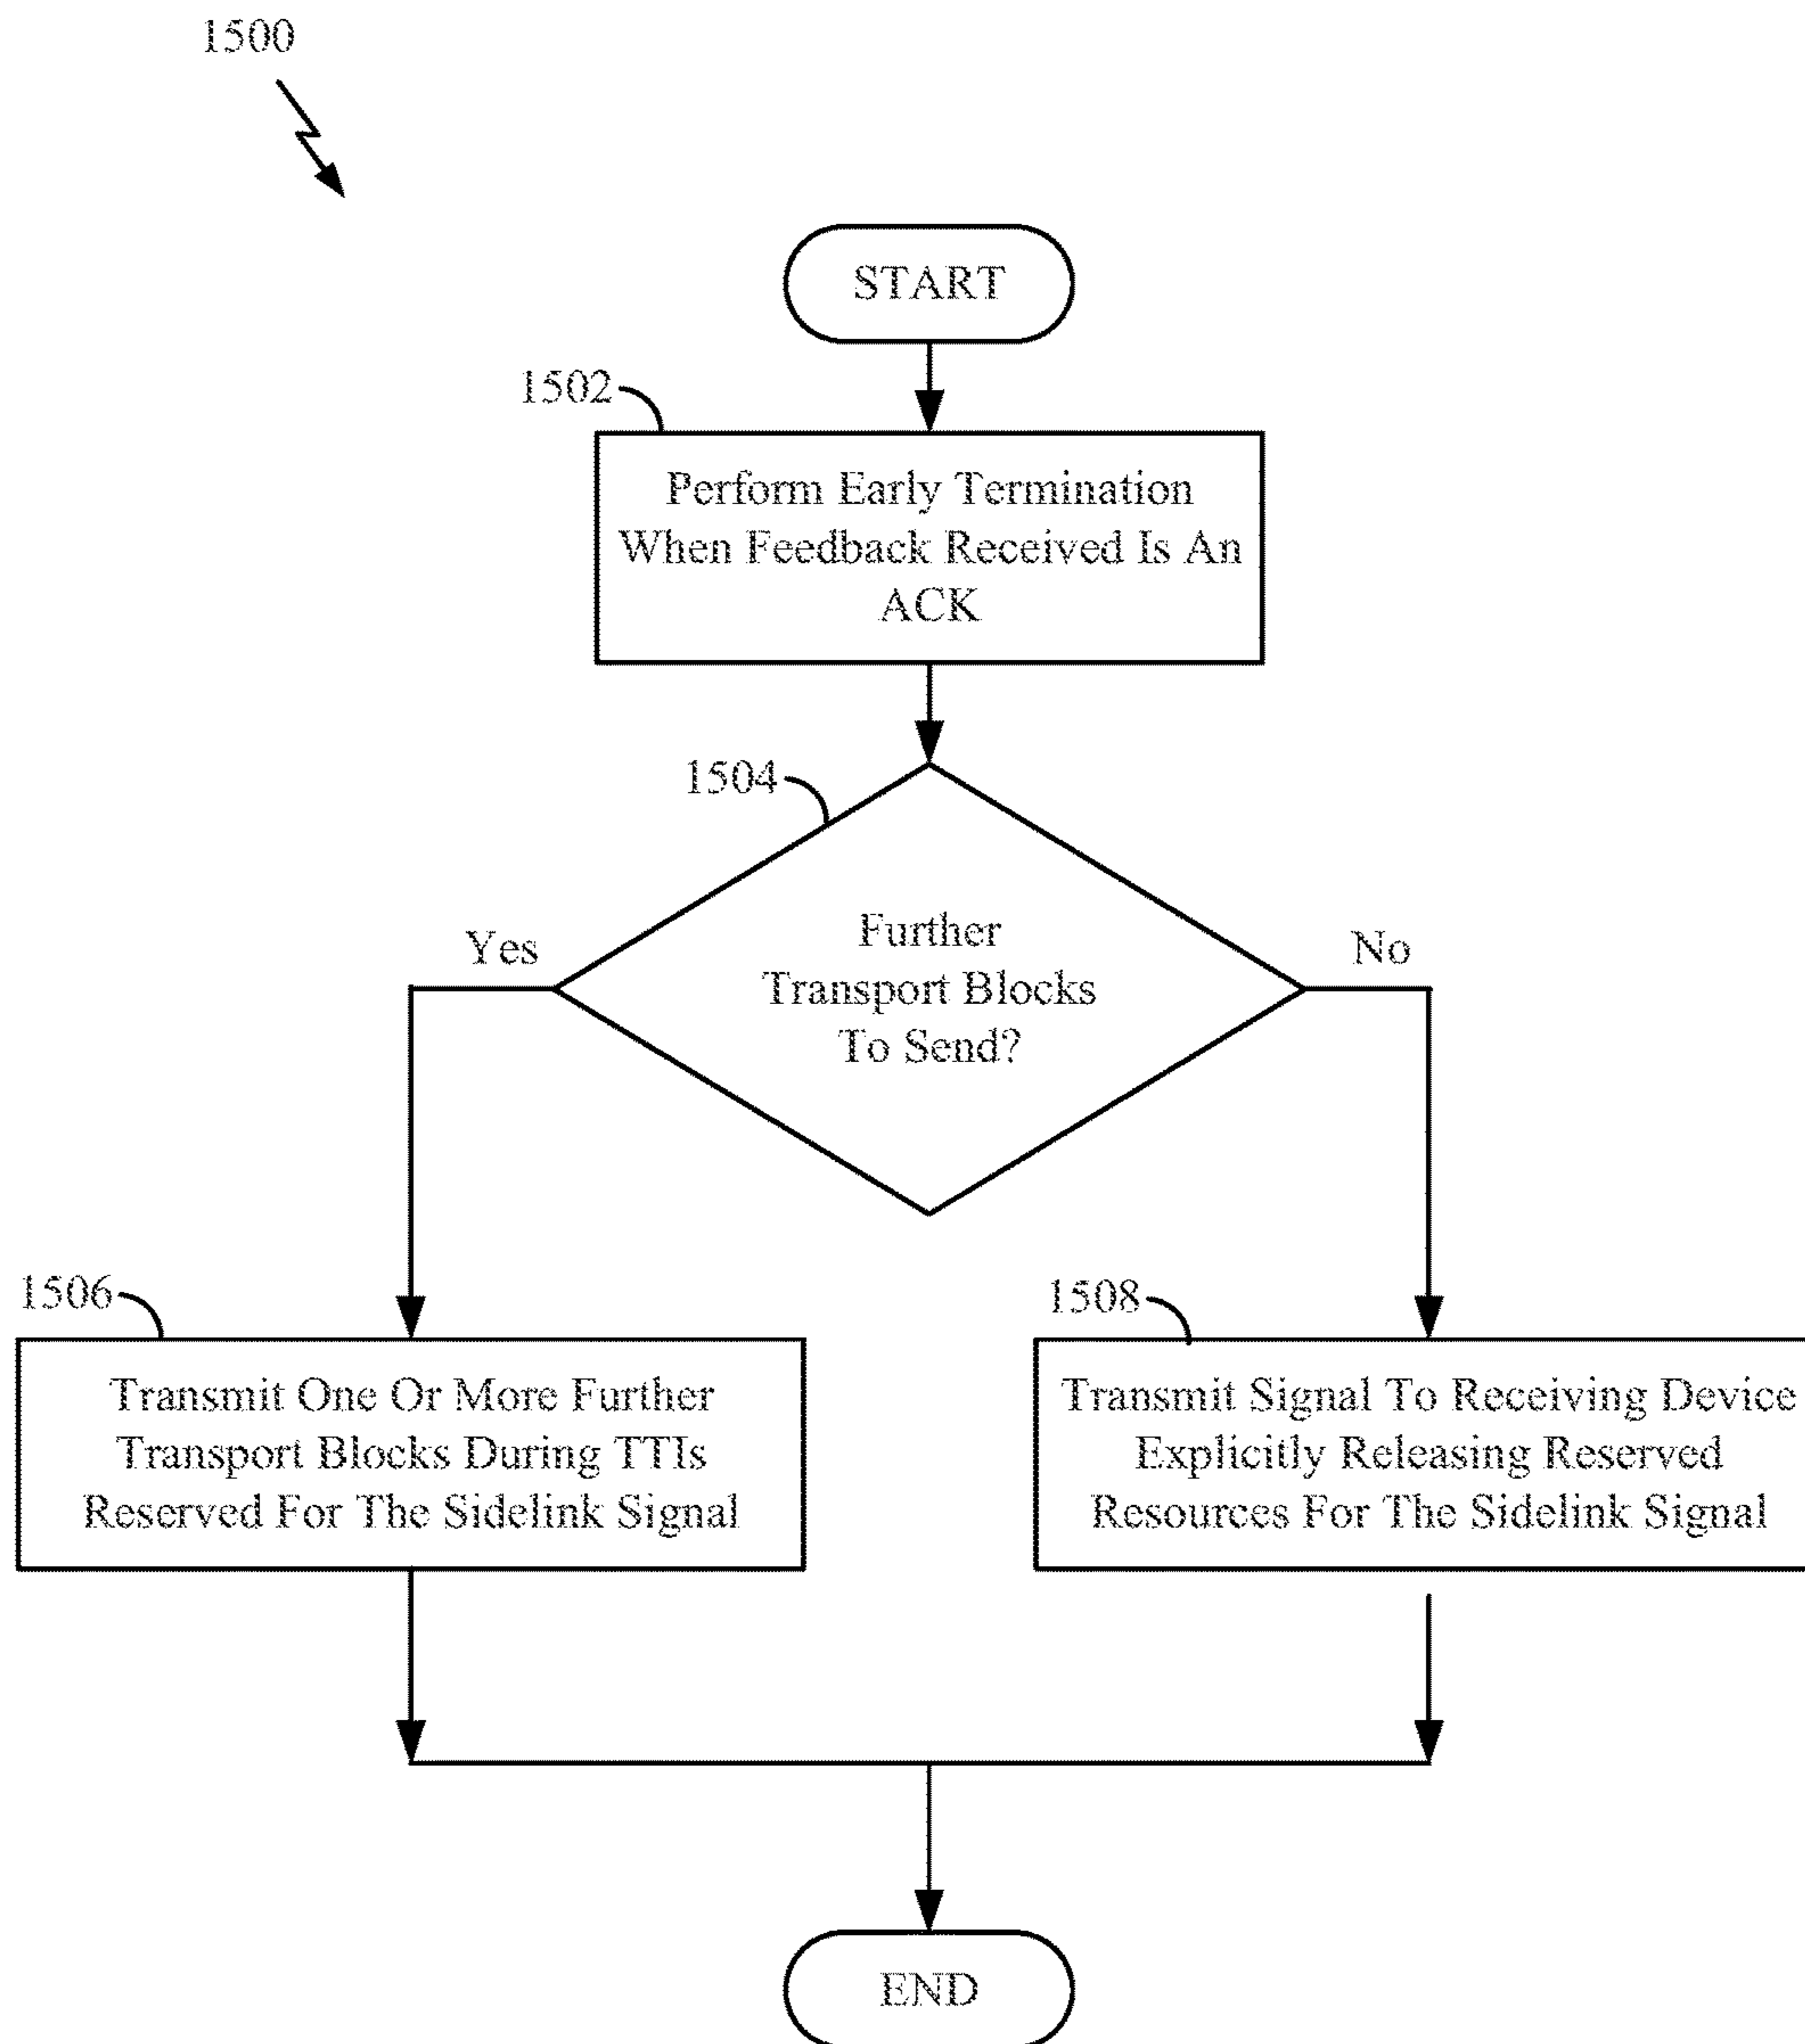 1500
START
1502
Perform Early Termination
When Feedback Received Is An
ACK
1504
Further
Transport Blocks
To Send?
Yes
No
1506
Transmit One Or More Further
Transport Blocks During TTIs
Reserved For The Sidelink Signal
1508
Transmit Signal To Receiving Device
Explicitly Releasing Reserved
Resources For The Sidelink Signal
END